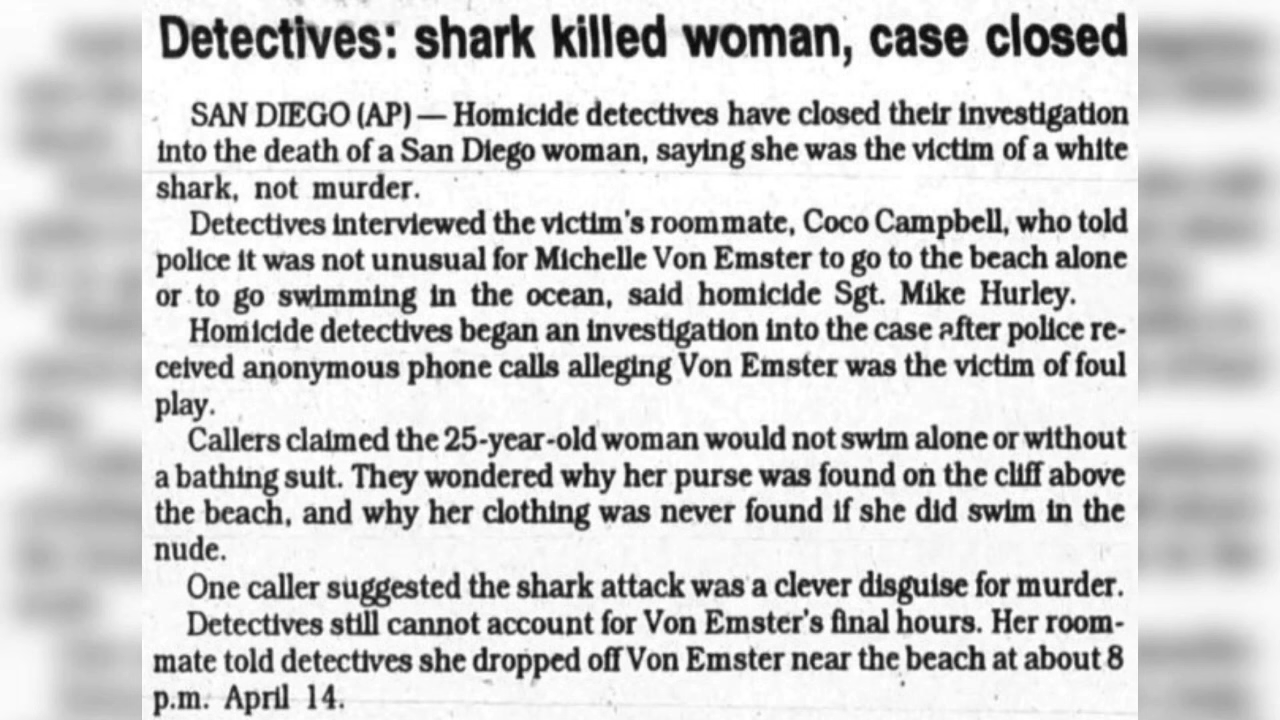 Detectives: shark killed woman, case closed
SAN DIEGO (AP) — Homicide detectives have closed their investigation
into the death of a San Diego woman, saying she was the victim of a white
shark, not murder.
Detectives interviewed the victim's roommate, Coco Campbell, who told
police it was not unusual for Michelle Von Emster to go to the beach alone
or to go swimming in the ocean, said homicide Sgt. Mike Hurley.
Homicide detectives began an investigation into the case after police re-
ceived anonymous phone calls alleging Von Emster was the victim of foul
play.
Callers claimed the 25-year-old woman would not swim alone or without
a bathing suit. They wondered why her purse was found on the cliff above
the beach, and why her clothing was never found if she did swim in the
nude.
One caller suggested the shark attack was a clever disguise for murder.
Detectives still cannot account for Von Emster's final hours. Her room-
mate told detectives she dropped off Von Emster near the beach at about 8
p.m. April 14.